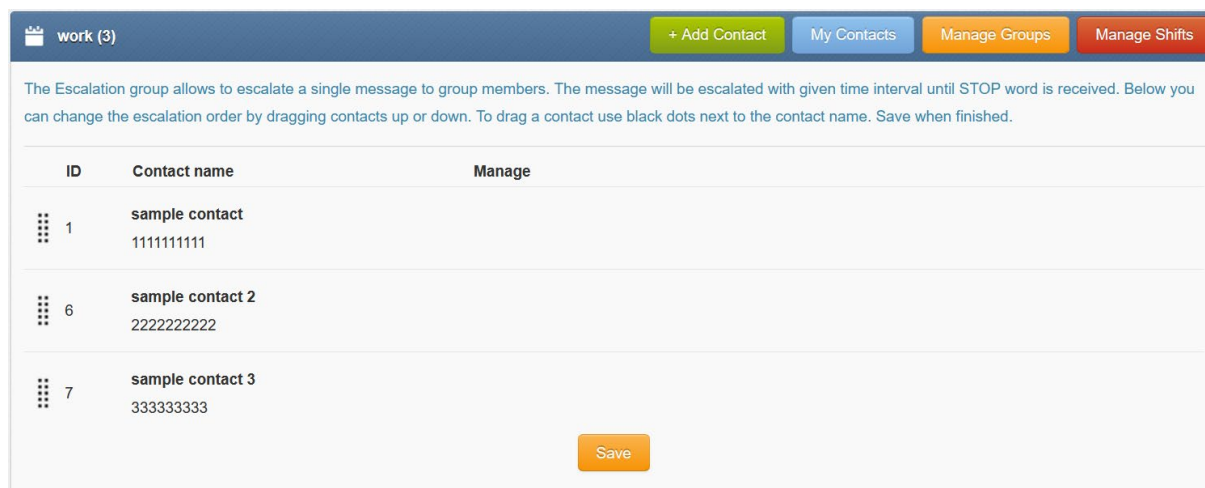 work (3) + Add Contact My Contacts Manage Groups Manage Shifts
The Escalation group allows to escalate a single message to group members. The message will be escalated with given time interval until STOP word is received. Below you
can change the escalation order by dragging contacts up or down. To drag a contact use black dots next to the contact name. Save when finished.
ID Contact name Manage
sample contact
1
1111111111
sample contact 2
6
2222222222
sample contact 3
7
333333333
Save